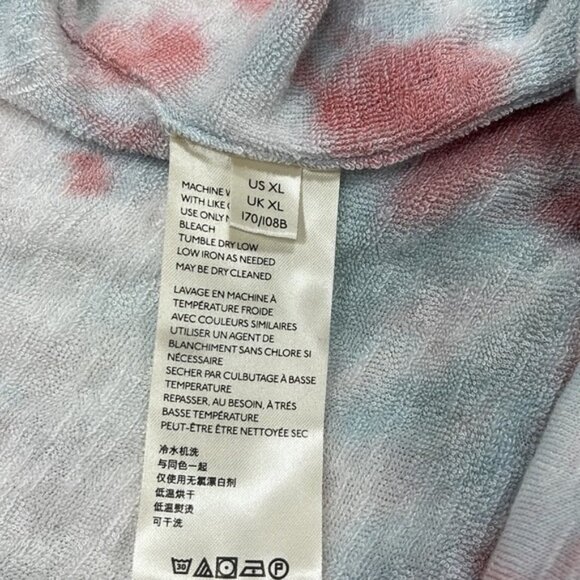 US XL
UK XL
170/108B
MACHINE
WITH LIKE
USE ONLY
BLEACH
TUMBLE DRY LOW
LOW IRON AS NEEDED
MAY BE DRY CLEANED
LAVAGE EN MACHINE À
TEMPÉRATURE FROIDE
AVEC COULEURS SIMILAIRES
UTILISER UN AGENT DE
BLANCHIMENT SANS CHLORE SI
NÉCESSAIRE
SECHER PAR CULBUTAGE À BASSE
TEMPERATURE
REPASSER, AU BESOIN, À TRÈS
BASSE TEMPÉRATURE
PEUT-ÊTRE ÊTRE NETTOYÉE SEC
冷水机洗
与同色一起
仅使用无氯漂白剂
低温烘干
低温熨烫
可干洗
30 P